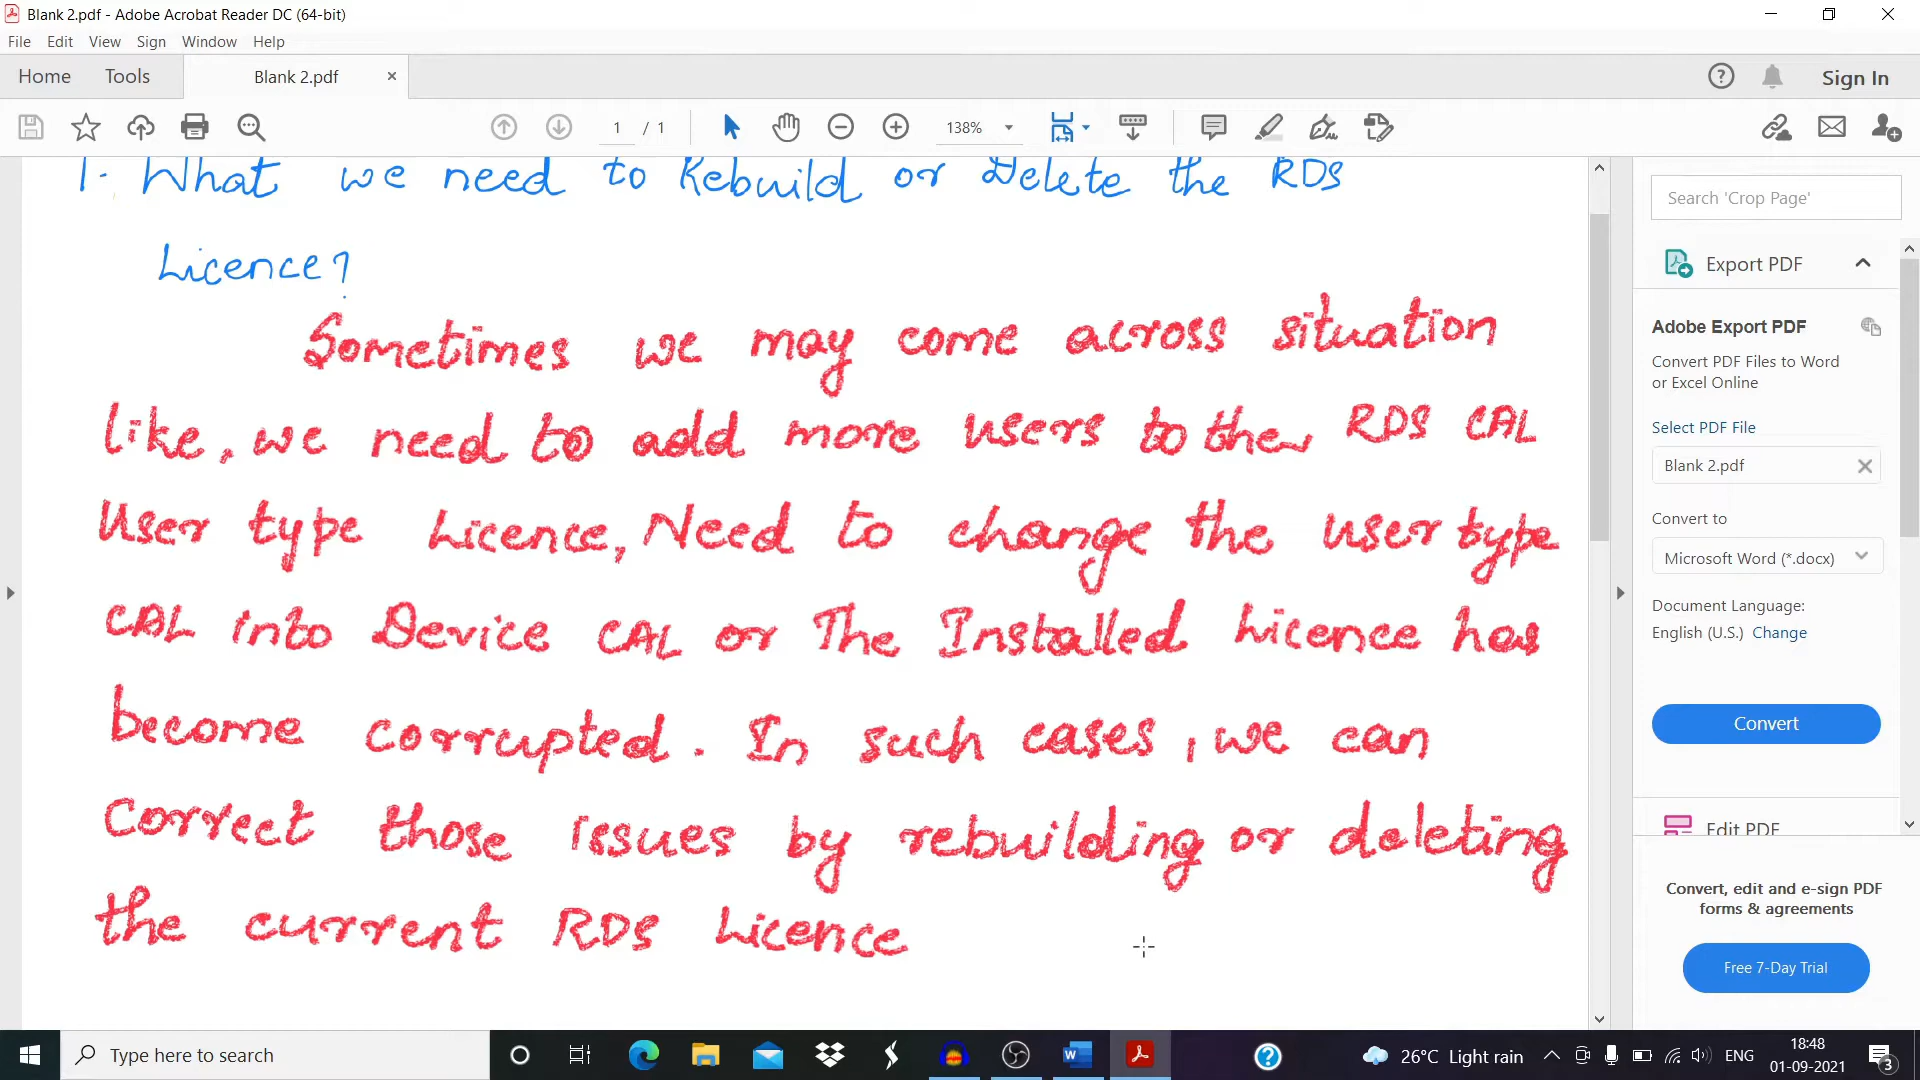 Blank 2.pdf - Adobe Acrobat Reader DC (64-bit)
File Edit View Sign Window Help
Home Tools Blank 2.pdf × Sign In
1 / 1 138%
1. What we need to Rebuild or Delete the RDS
Licence?
Sometimes we may come across situation
like, we need to add more users to the RDS CAL
User type Licence, Need to change the user type
CAL into Device CAL or The Installed Licence has
become corrupted. In such cases, we can
correct those issues by rebuilding or deleting
the current RDS Licence
Search 'Crop Page'
Export PDF
Adobe Export PDF
Convert PDF Files to Word
or Excel Online
Select PDF File
Blank 2.pdf
Convert to
Microsoft Word (*.docx)
Document Language:
English (U.S.) Change
Convert
Edit PDF
Convert, edit and e-sign PDF
forms & agreements
Free 7-Day Trial
Type here to search
26°C Light rain
ENG
18:48
01-09-2021
3